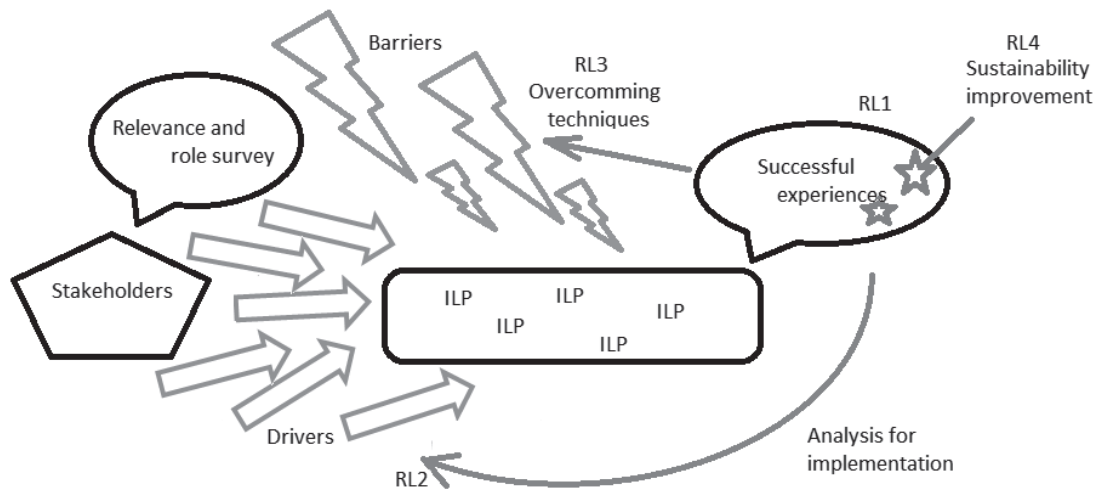 Barriers
RL3
Overcomming
techniques
RL4
Sustainability
improvement
RL1
Relevance and
role survey
Successful
experiences
Stakeholders
ILP
ILP
ILP
ILP
ILP
Drivers
RL2
Analysis for
implementation